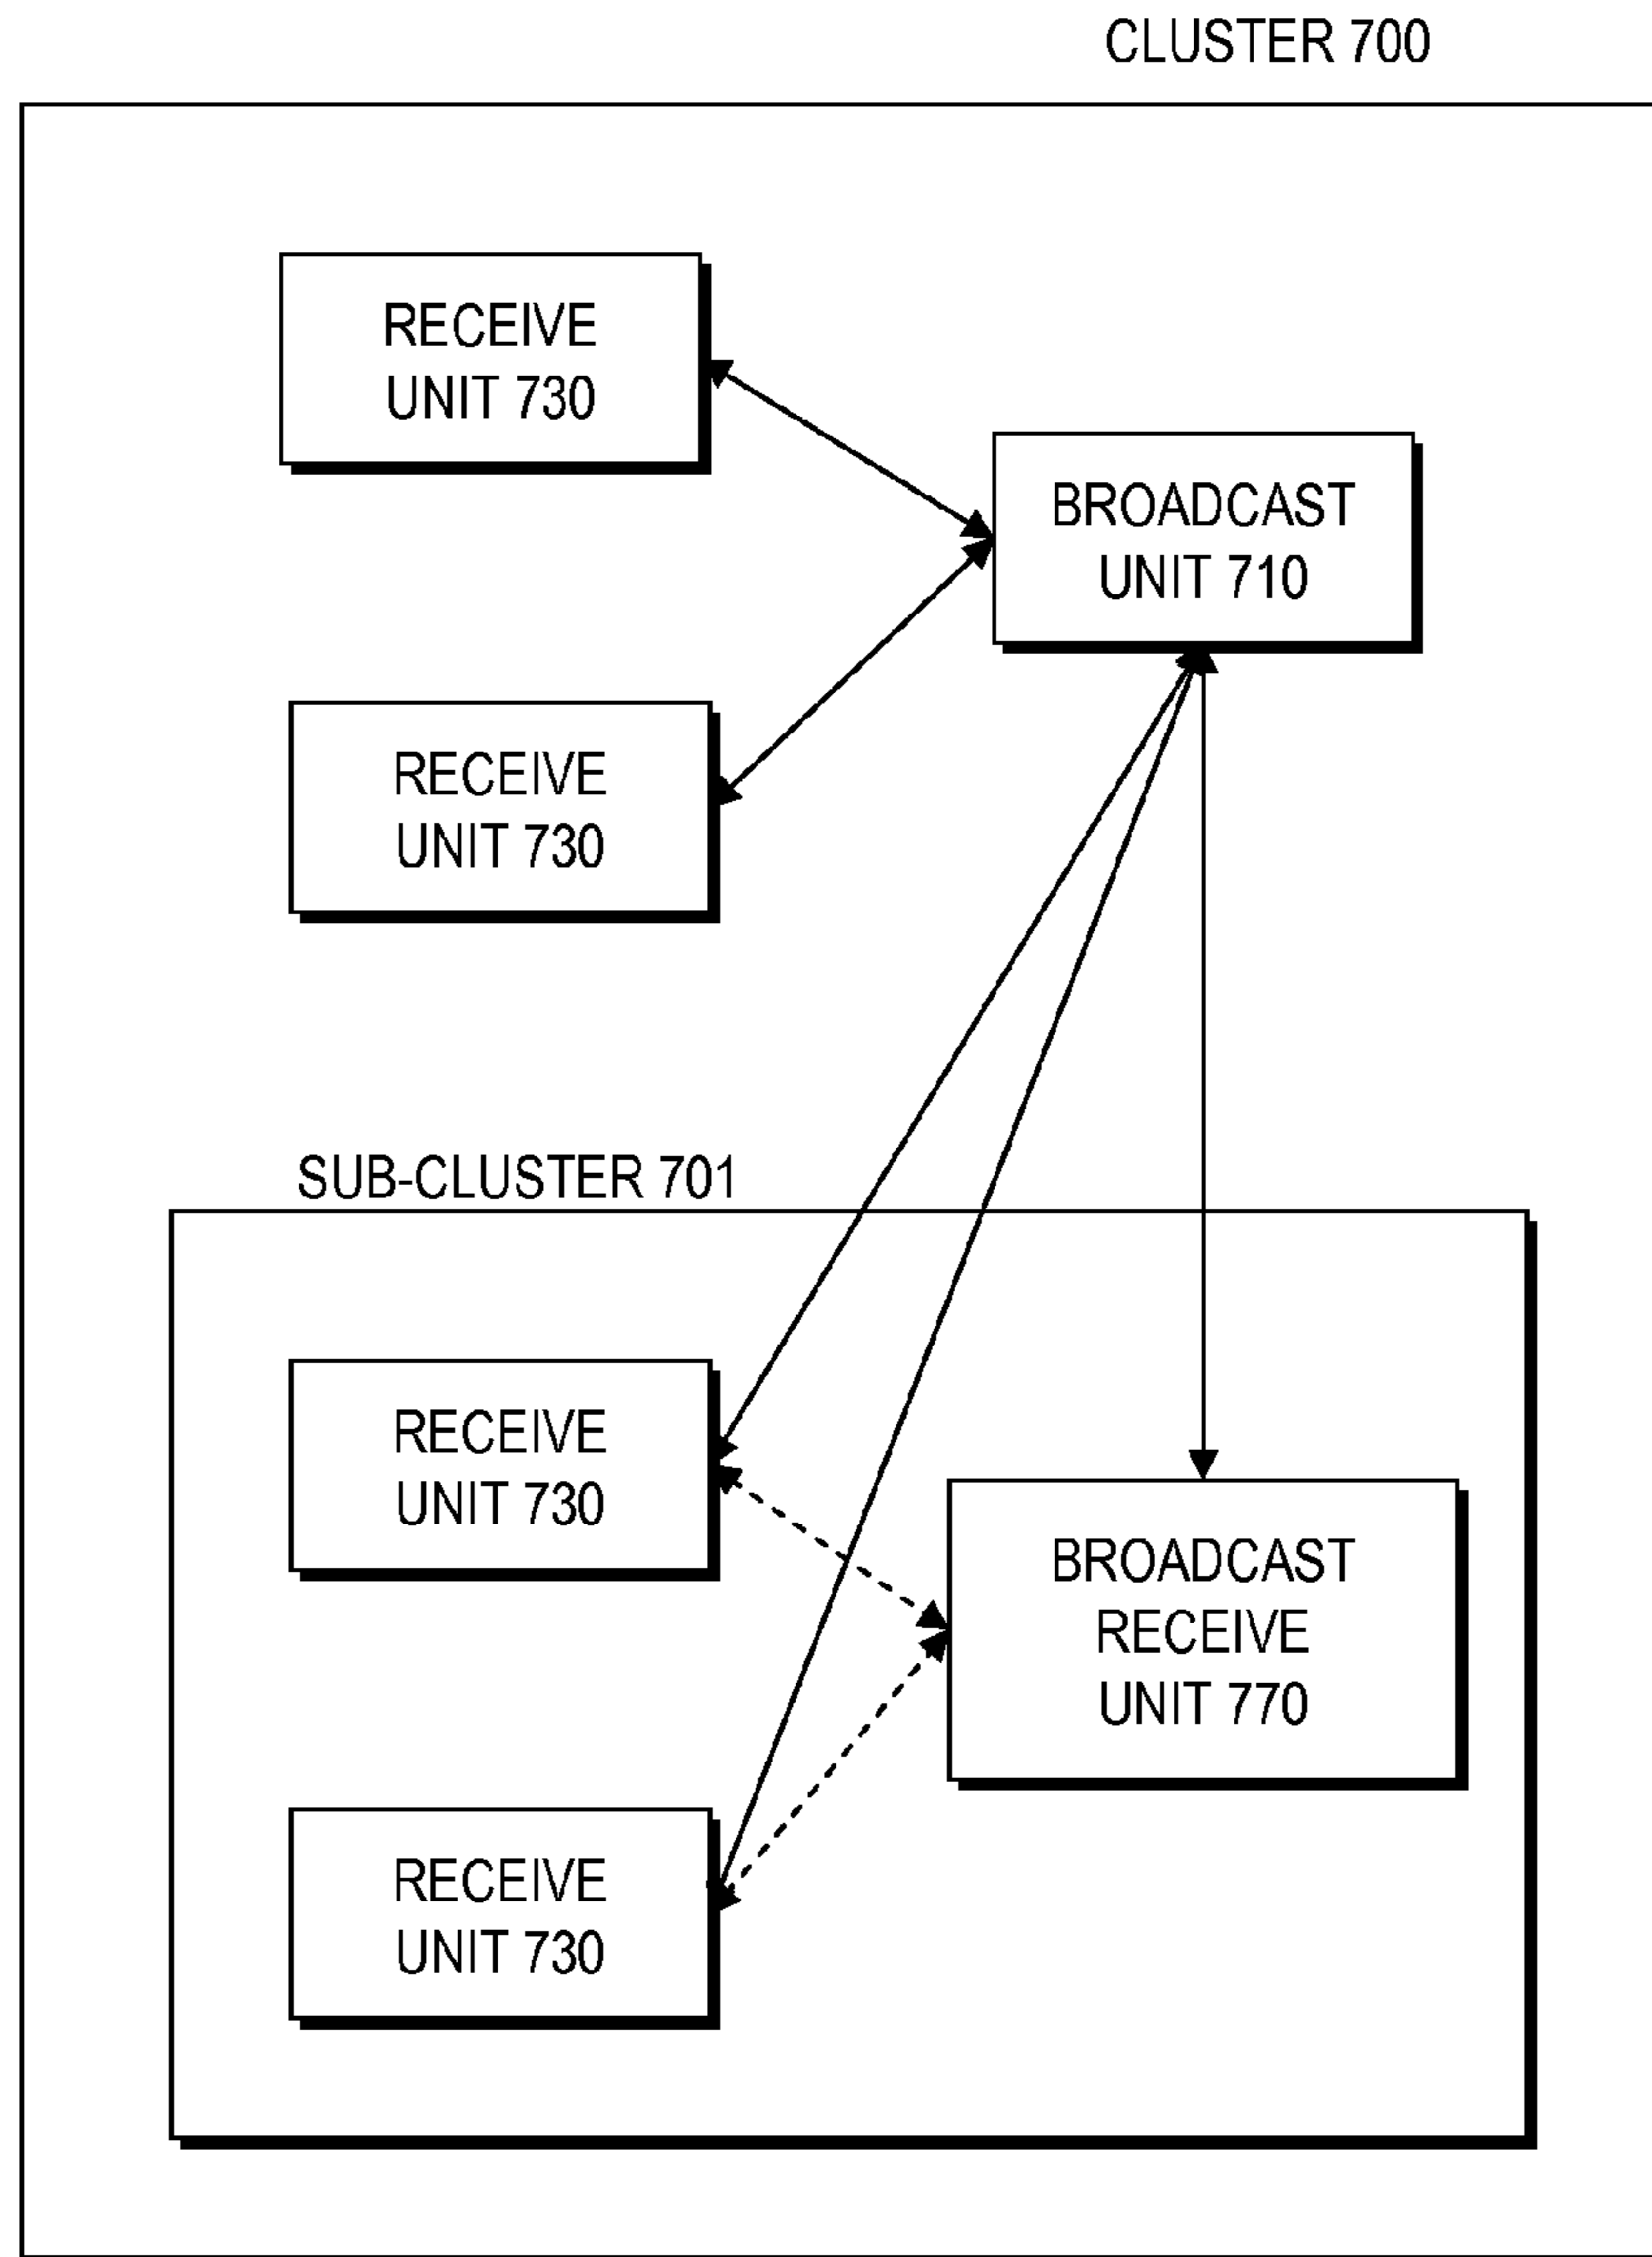 CLUSTER 700
RECEIVE
UNIT 730
BROADCAST
UNIT 710
RECEIVE
UNIT 730
SUB-CLUSTER 701
RECEIVE
UNIT 730
BROADCAST
RECEIVE
UNIT 770
RECEIVE
UNIT 730